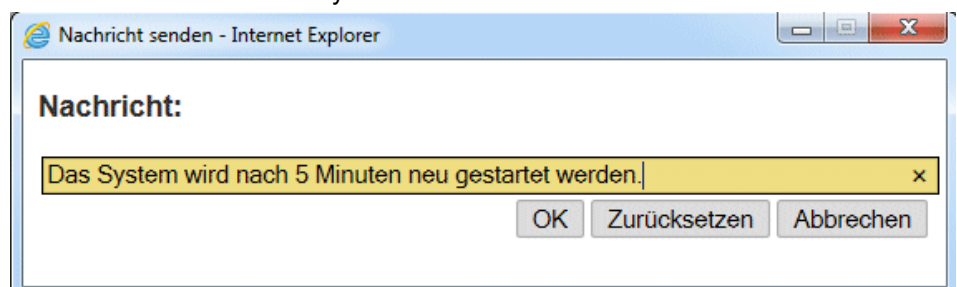 Nachricht senden - Internet Explorer
Nachricht:
Das System wird nach 5 Minuten neu gestartet werden.
OK Zurücksetzen Abbrechen